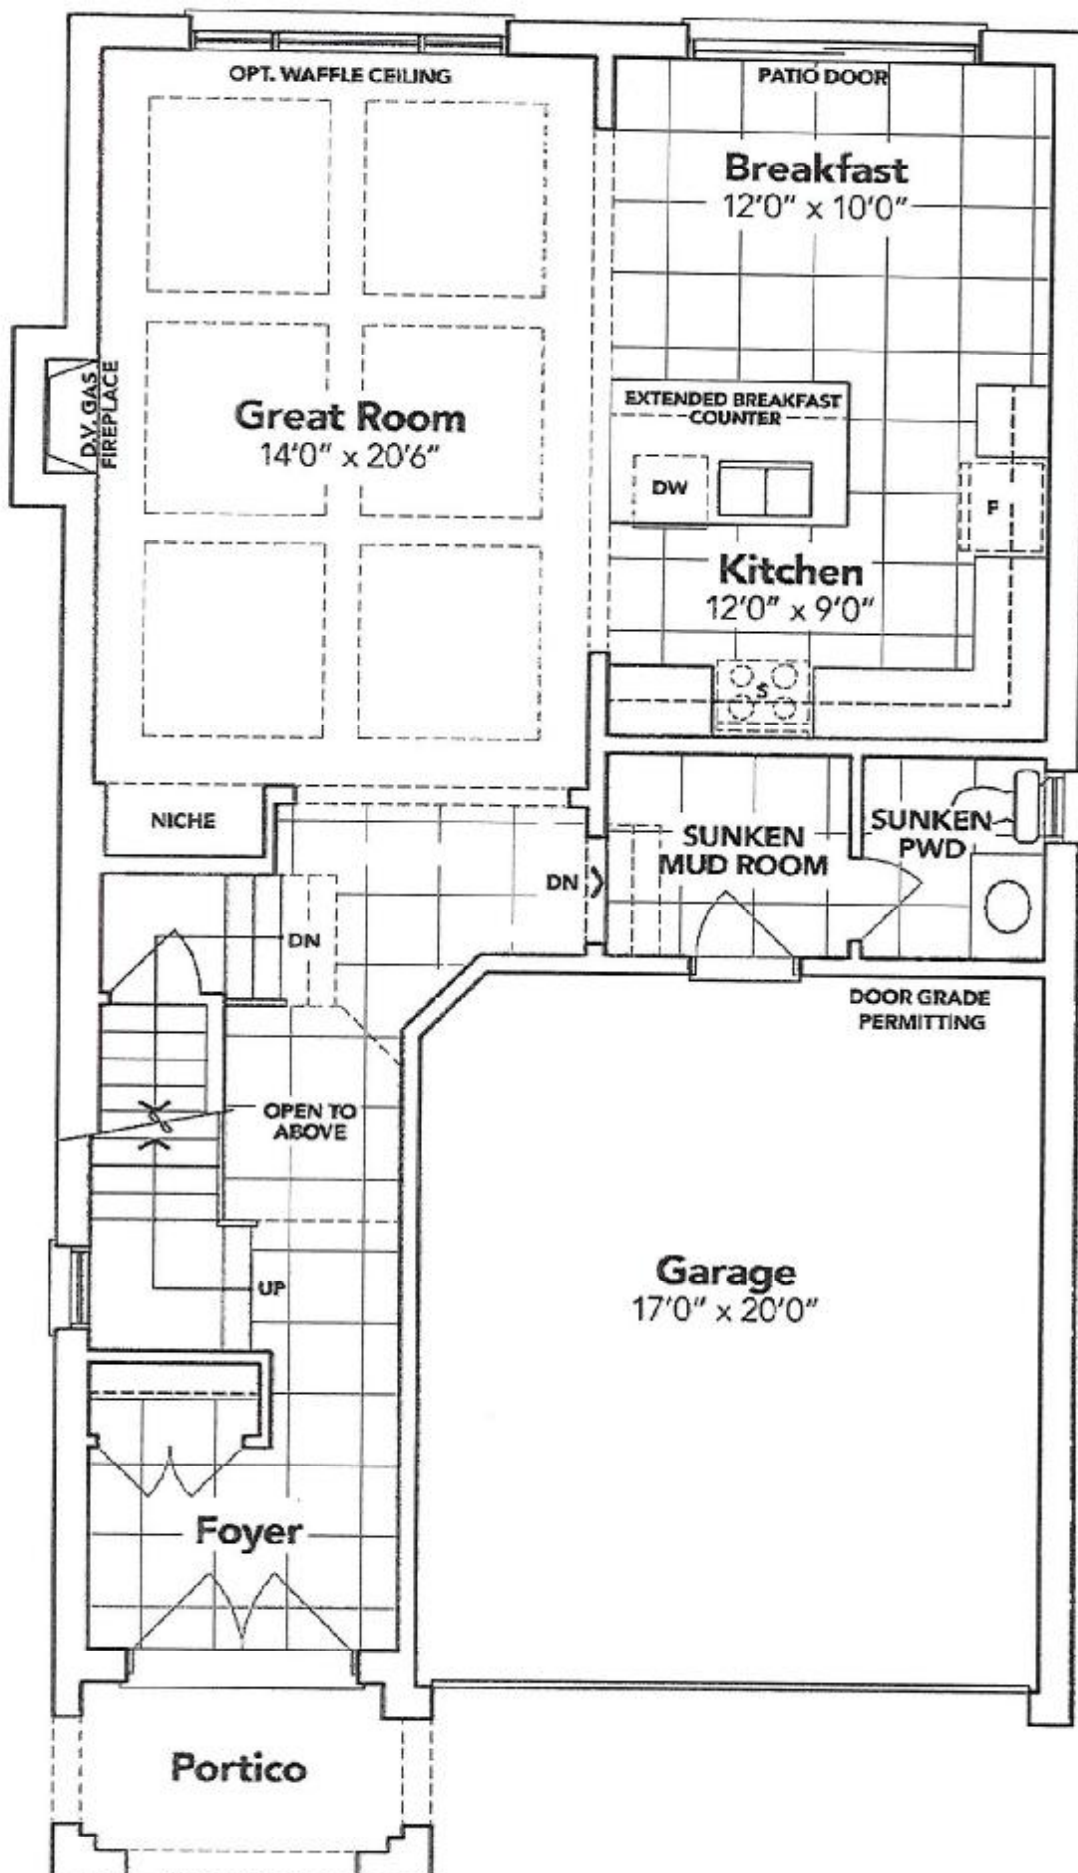 OPT. WAFFLE CEILING
PATIO DOOR
Breakfast
12'0" x 10'0"
D.V. GAS
FIREPLACE
Great Room
14'0" x 20'6"
EXTENDED BREAKFAST
COUNTER
DW
F
Kitchen
12'0" x 9'0"
S
NICHE
SUNKEN
MUD ROOM
SUNKEN
PWD
DN
DN
DOOR GRADE
PERMITTING
OPEN TO
ABOVE
UP
Garage
17'0" x 20'0"
Foyer
Portico